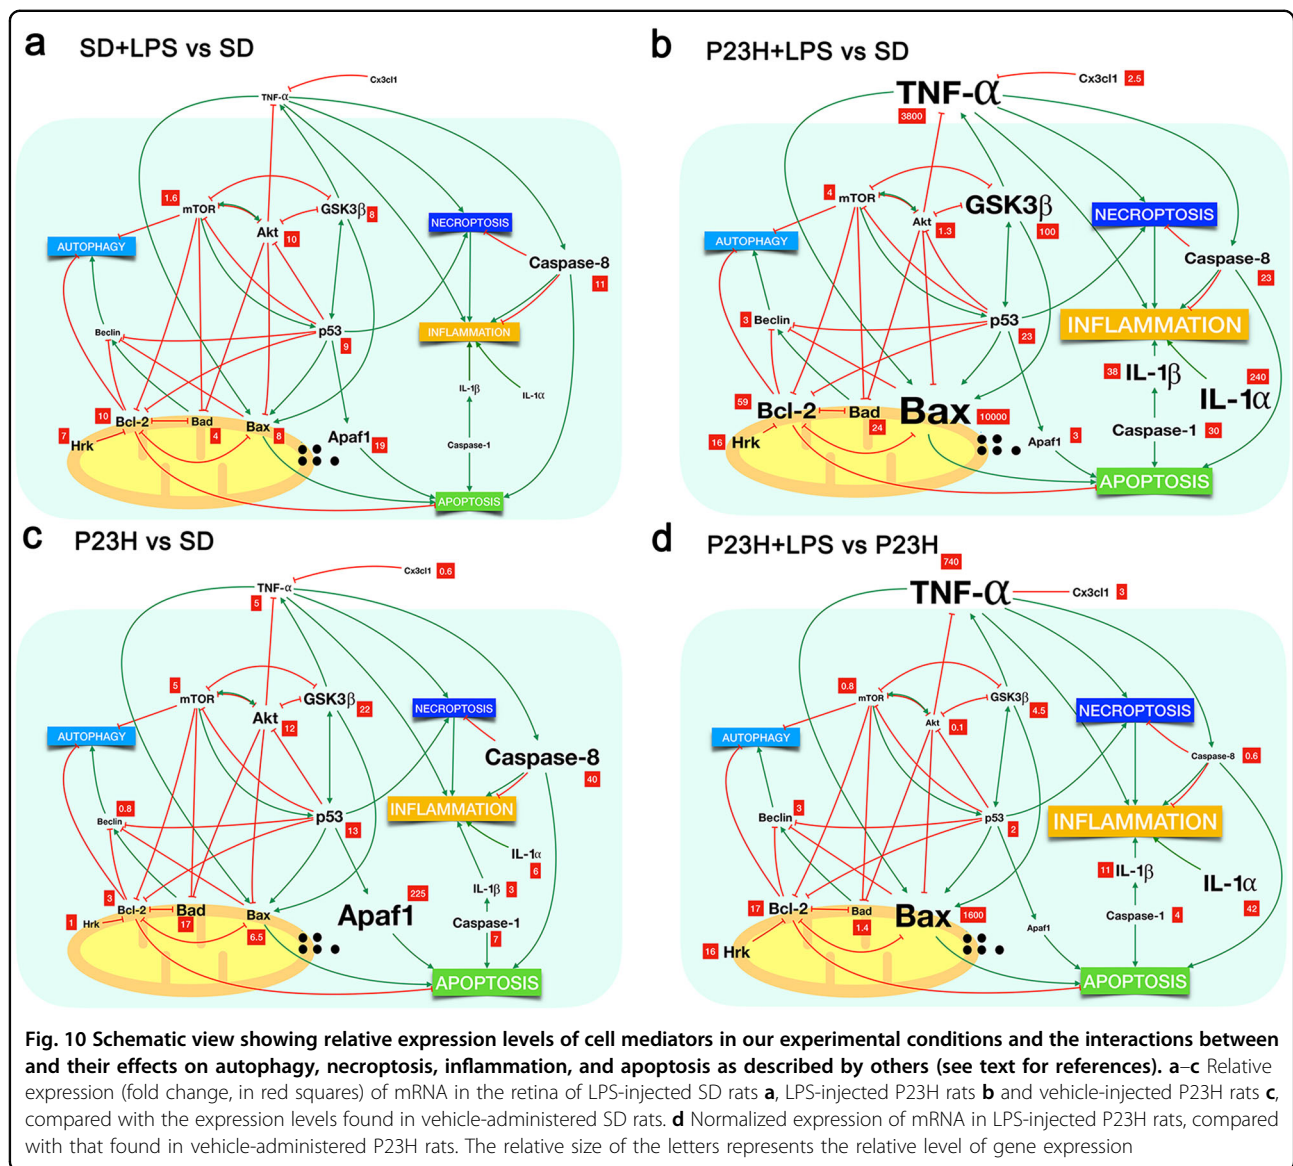 a SD+LPS vs SD
Cx3cl1
TNF-α
1.6
mTOR
GSK3β 8
Akt
10
NECROPTOSIS
AUTOPHAGY
Caspase-8
11
Beclin
p53
9
INFLAMMATION
IL-1β
IL-1α
10
Bcl-2
Bad
4
Bax
8
7
Hrk
Apaf1 19
Caspase-1
APOPTOSIS
b P23H+LPS vs SD
Cx3cl1 2.5
TNF-α
3800
4
mTOR
GSK3β
100
Akt
1.3
NECROPTOSIS
AUTOPHAGY
Caspase-8
23
3 Beclin
p53
23
INFLAMMATION
38 IL-1β
240
IL-1α
59
Bcl-2
Bad
24
Bax 10000
16 Hrk
Apaf1 3
Caspase-1 30
APOPTOSIS
c P23H vs SD
Cx3cl1 0.6
TNF-α
5
5
mTOR
GSK3β
22
Akt
12
NECROPTOSIS
AUTOPHAGY
Caspase-8
40
0.8
Beclin
p53
13
INFLAMMATION
IL-1α
6
IL-1β 3
3
Bcl-2
Bad
17
Bax
6.5
1 Hrk
225
Apaf1
Caspase-1
7
APOPTOSIS
d P23H+LPS vs P23H
740
TNF-α
Cx3cl1 3
0.8
mTOR
GSK3β
4.5
Akt
0.1
NECROPTOSIS
AUTOPHAGY
Caspase-8
0.6
3
Beclin
p53
2
INFLAMMATION
11 IL-1β
IL-1α
42
17
Bcl-2
Bad
1.4
Bax 1600
16 Hrk
Apaf1
Caspase-1 4
APOPTOSIS
Fig. 10 Schematic view showing relative expression levels of cell mediators in our experimental conditions and the interactions between
and their effects on autophagy, necroptosis, inflammation, and apoptosis as described by others (see text for references). a–c Relative
expression (fold change, in red squares) of mRNA in the retina of LPS-injected SD rats a, LPS-injected P23H rats b and vehicle-injected P23H rats c,
compared with the expression levels found in vehicle-administered SD rats. d Normalized expression of mRNA in LPS-injected P23H rats, compared
with that found in vehicle-administered P23H rats. The relative size of the letters represents the relative level of gene expression